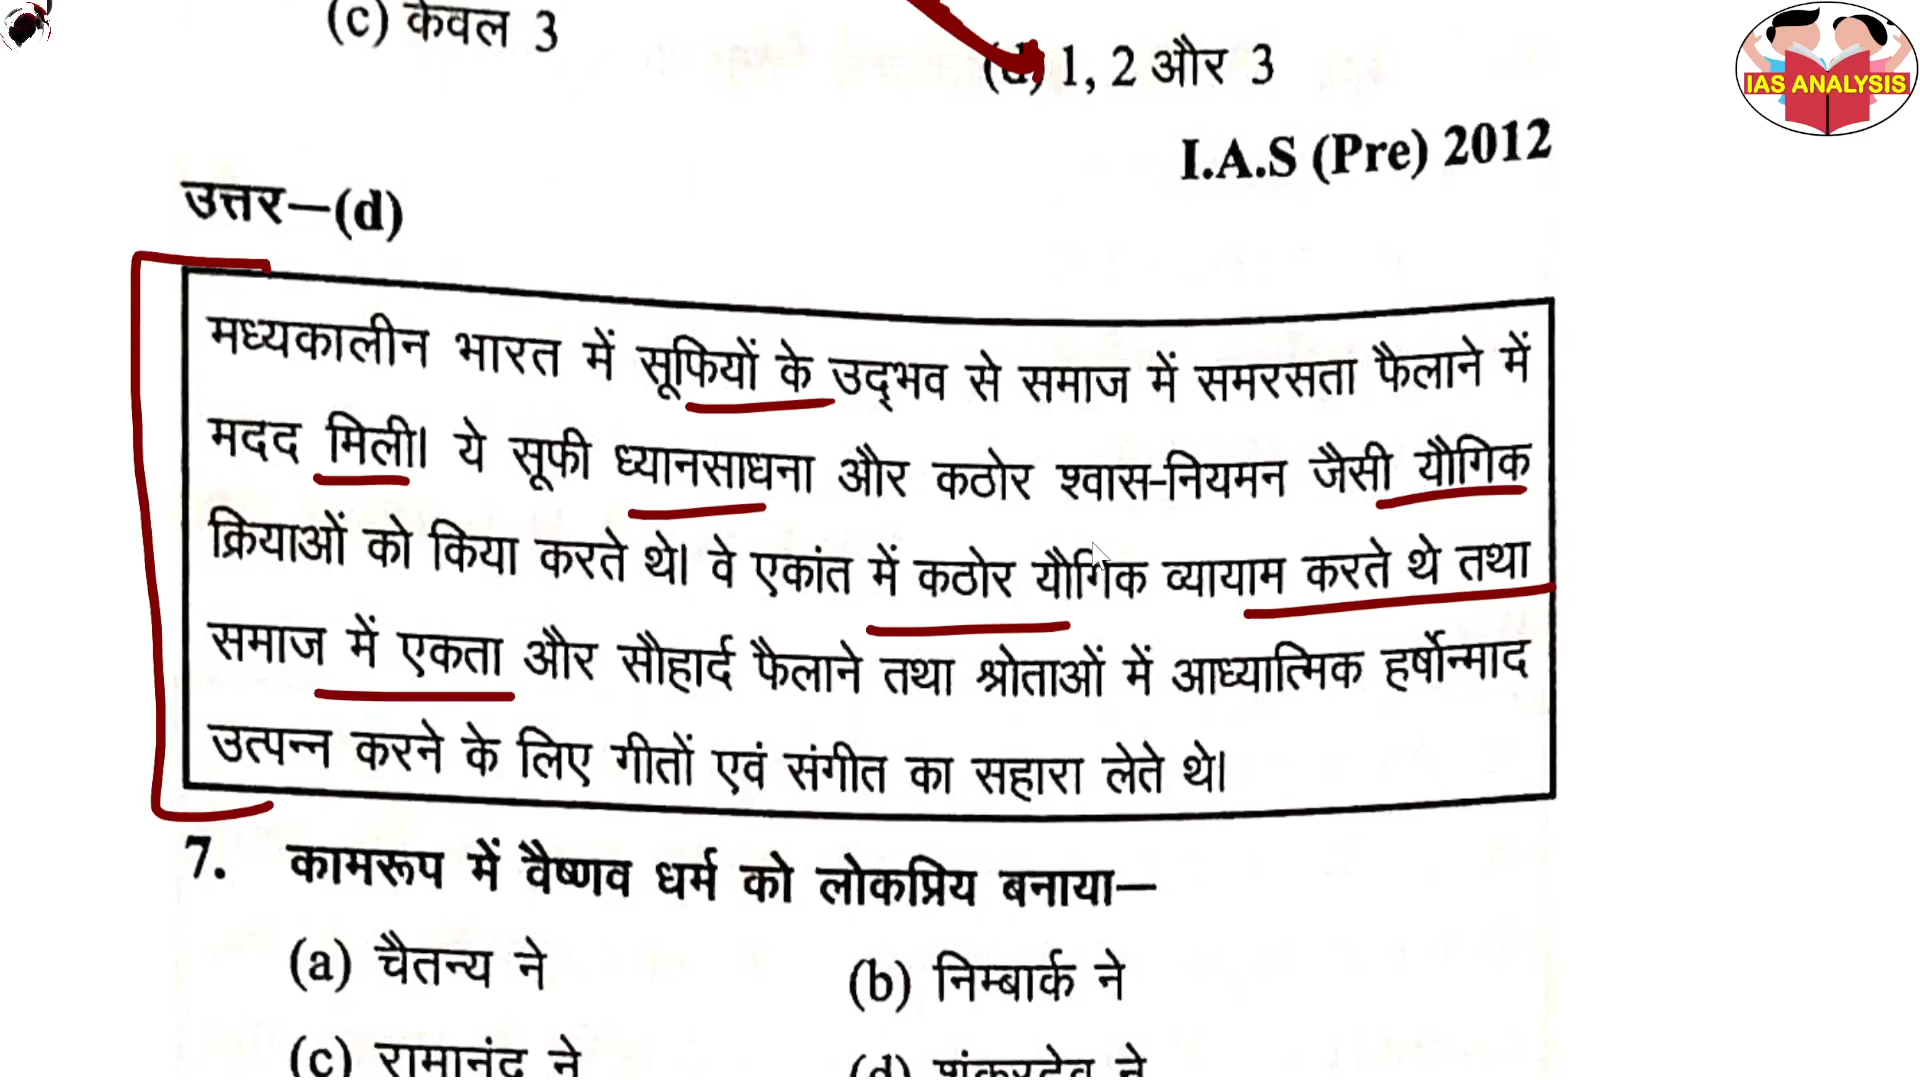 (c) केवल 3
(d) 1, 2 और 3
IAS ANALYSIS
I.A.S (Pre) 2012
उत्तर—(d)
मध्यकालीन भारत में सूफियों के उद्‌भव से समाज में समरसता फैलाने में
मदद मिली। ये सूफी ध्यानसाधना और कठोर श्वास-नियमन जैसी यौगिक
क्रियाओं को किया करते थे। वे एकांत में कठोर यौगिक व्यायाम करते थे तथा
समाज में एकता और सौहार्द फैलाने तथा श्रोताओं में आध्यात्मिक हर्षोन्माद
उत्पन्न करने के लिए गीतों एवं संगीत का सहारा लेते थे।
7. कामरूप में वैष्णव धर्म को लोकप्रिय बनाया—
(a) चैतन्य ने
(b) निम्बार्क ने
(c) रामानंद ने
(d) शंकरदेव ने